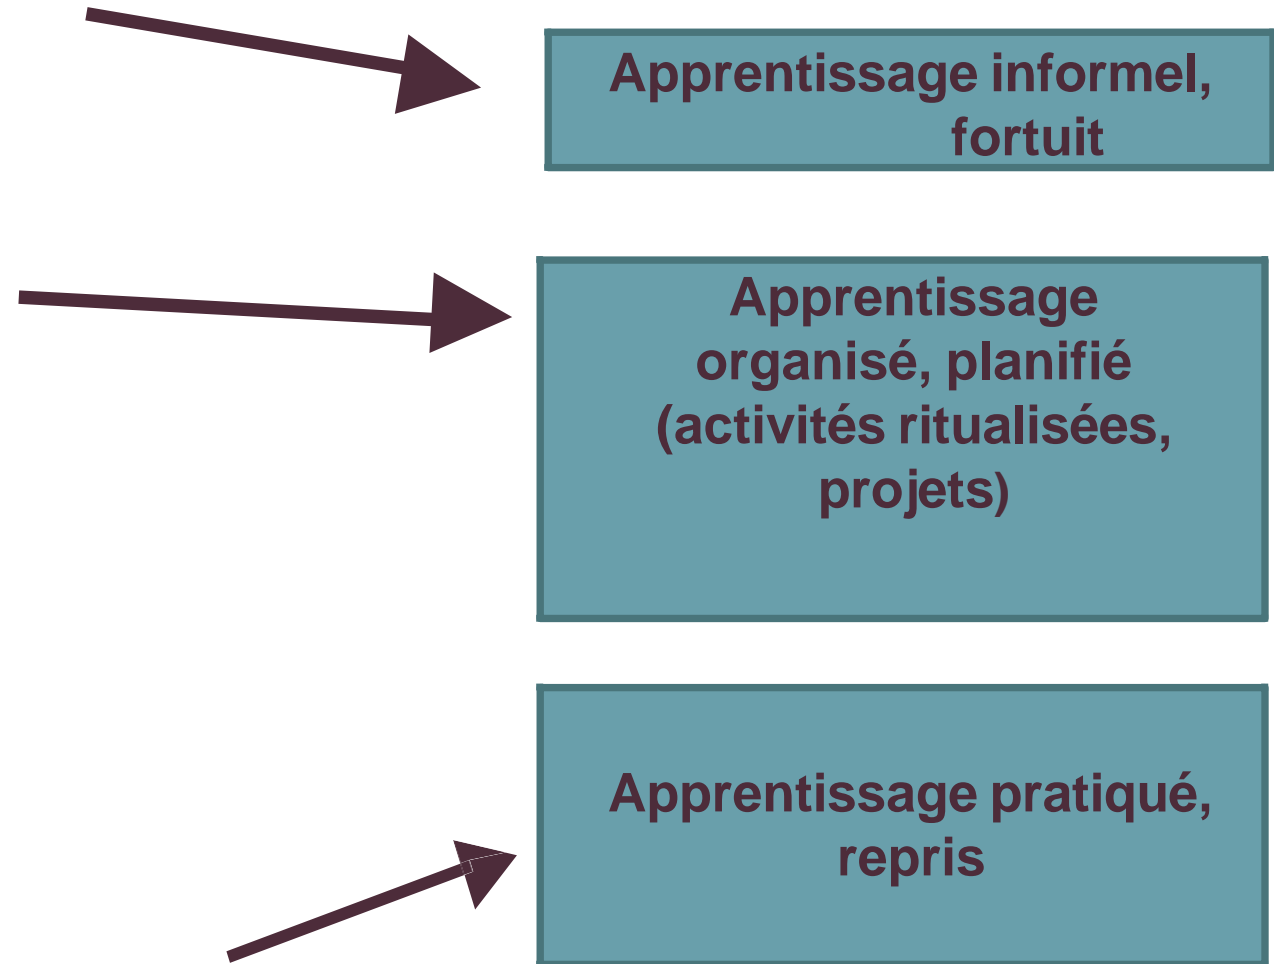 Apprentissage informel,
fortuit
Apprentissage
organisé, planifié
(activités ritualisées,
projets)
Apprentissage pratiqué,
repris